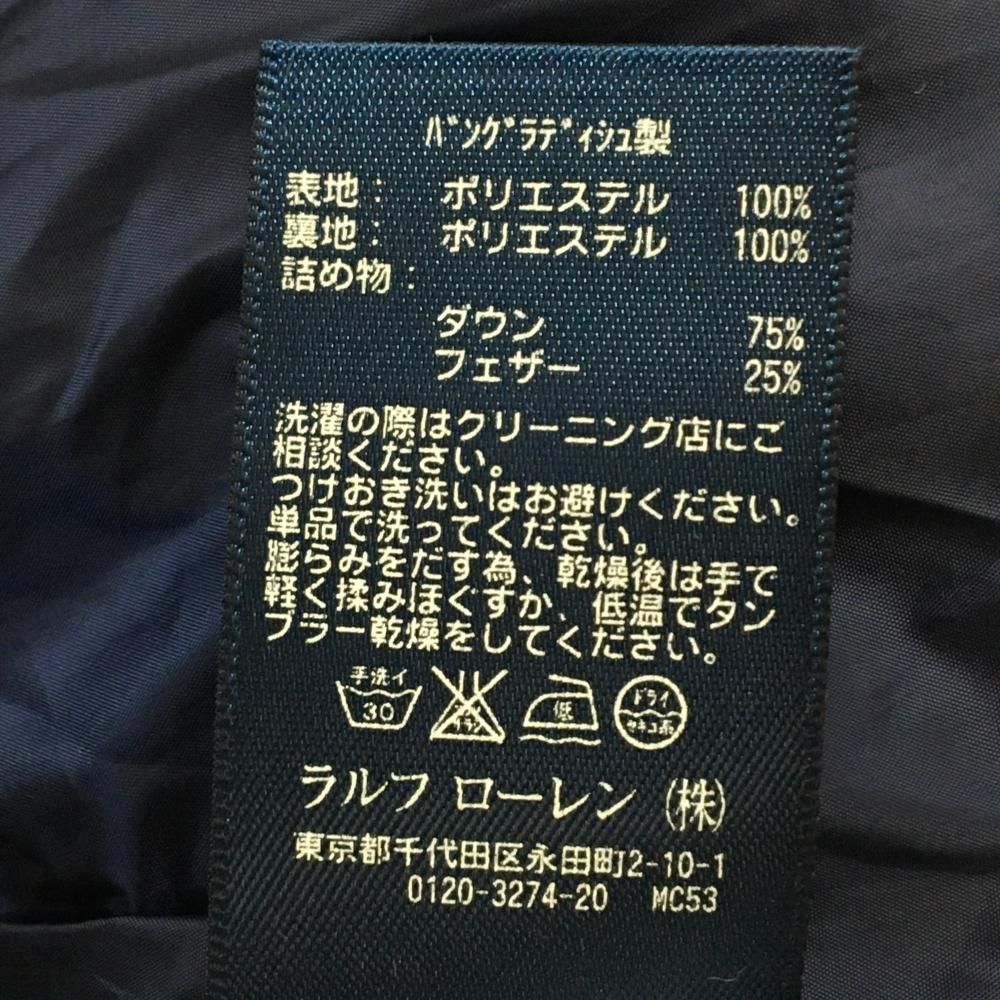 バングラディシュ製
表地: ポリエステル 100%
裏地: ポリエステル 100%
詰め物:
ダウン 75%
フェザー 25%
洗濯の際はクリーニング店にご
相談ください。
つけおき洗いはお避けください。
単品で洗ってください。
膨らみをだす為、乾燥後は手で
軽く揉みほぐすか、低温でタン
ブラー乾燥をしてください。
手洗イ 30 低 ドライ セキユ系
ラルフ ローレン (株)
東京都千代田区永田町2-10-1
0120-3274-20 MC53